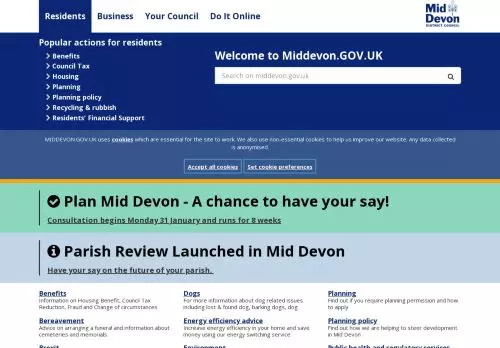 Residents
Business
Your Council
Do It Online
Mid
Devon
DISTRICT COUNCIL
Popular actions for residents
Benefits
Council Tax
Housing
Planning
Planning policy
Recycling & rubbish
Residents' Financial Support
Welcome to Middevon.GOV.UK
Search on middevon.gov.uk
MIDDEVON.GOV.UK uses cookies which are essential for the site to work. We also use non-essential cookies to help us improve our website. Any data collected
is anonymised.
Accept all cookies
Set cookie preferences
Plan Mid Devon - A chance to have your say!
Consultation begins Monday 31 January and runs for 8 weeks
Parish Review Launched in Mid Devon
Have your say on the future of your parish.
Benefits
Information on Housing Benefit, Council Tax
Reduction, Fraud and Change of circumstances
Dogs
For more information about dog related issues
including lost & found dog, barking dogs, dog
Planning
Find out if you require planning permission and how
to apply
Bereavement
Advice on arranging a funeral and information about
cemeteries and memorials
Energy efficiency advice
Increase energy efficiency in your home and save
money using our energy switching service
Planning policy
Find out how we are helping to steer development
in Mid Devon
Brexit
Environment
Public health and regulatory services